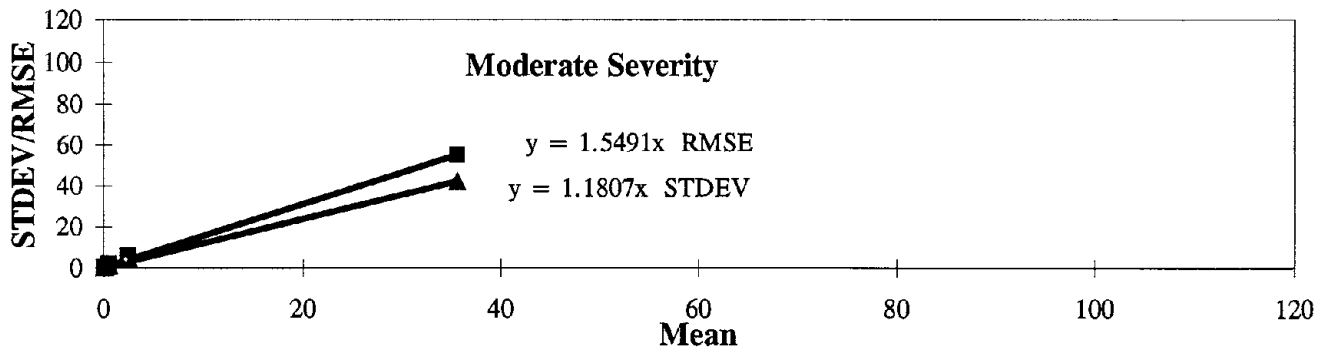 120
100
80
60
40
20
0
STDEV/RMSE
Moderate Severity
y = 1.5491x RMSE
y = 1.1807x STDEV
0 20 40 60 80 100 120
Mean